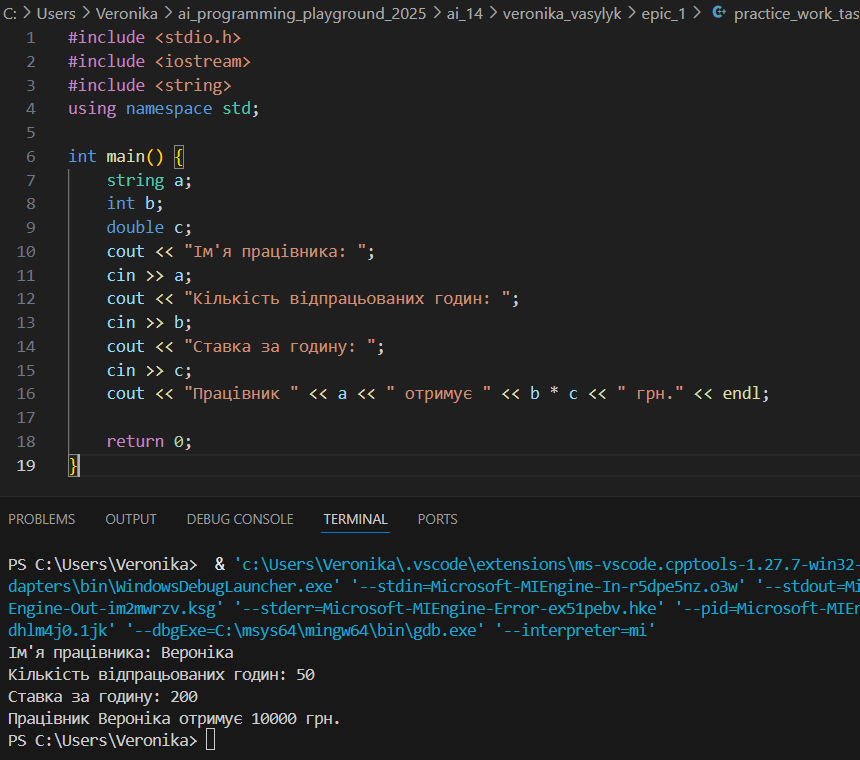 C: > Users > Veronika > ai_programming_playground_2025 > ai_14 > veronika_vasylyk > epic_1 > practice_work_tas
1 #include <stdio.h>
2 #include <iostream>
3 #include <string>
4 using namespace std;
5
6 int main() {
7 string a;
8 int b;
9 double c;
10 cout << "Ім'я працівника: ";
11 cin >> a;
12 cout << "Кількість відпрацьованих годин: ";
13 cin >> b;
14 cout << "Ставка за годину: ";
15 cin >> c;
16 cout << "Працівник " << a << " отримує " << b * c << " грн." << endl;
17
18 return 0;
19 }
PROBLEMS OUTPUT DEBUG CONSOLE TERMINAL PORTS
PS C:\Users\Veronika>  & 'c:\Users\Veronika\.vscode\extensions\ms-vscode.cpptools-1.27.7-win32-
dapters\bin\WindowsDebugLauncher.exe' '--stdin=Microsoft-MIEngine-In-r5dpe5nz.o3w' '--stdout=Mi
Engine-Out-im2mwrzv.ksg' '--stderr=Microsoft-MIEngine-Error-ex51pebv.hke' '--pid=Microsoft-MIEn
dhlm4j0.1jk' '--dbgExe=C:\msys64\mingw64\bin\gdb.exe' '--interpreter=mi'
Ім'я працівника: Вероніка
Кількість відпрацьованих годин: 50
Ставка за годину: 200
Працівник Вероніка отримує 10000 грн.
PS C:\Users\Veronika>